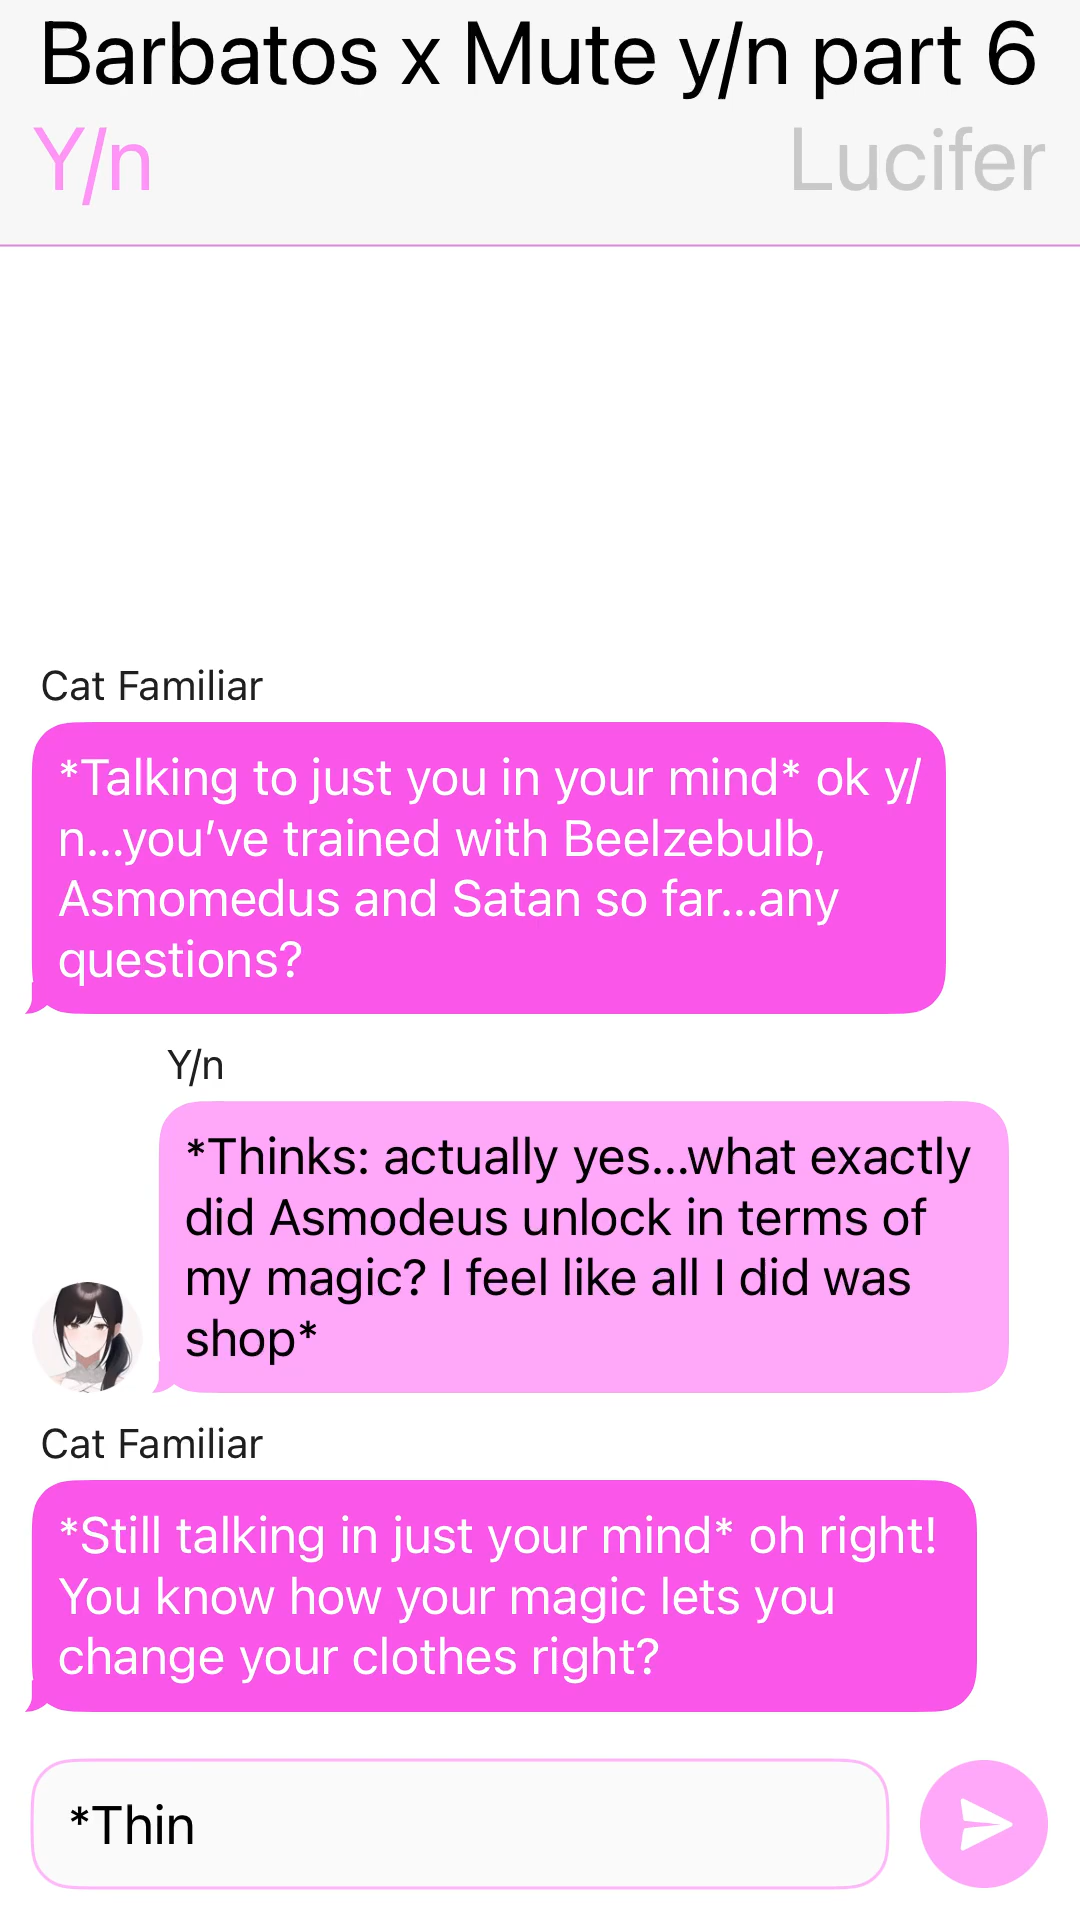 Barbatos x Mute y/n part 6
Y/n
Lucifer
Cat Familiar
*Talking to just you in your mind* ok y/
n...you’ve trained with Beelzebulb,
Asmomedus and Satan so far...any
questions?
Y/n
*Thinks: actually yes...what exactly
did Asmodeus unlock in terms of
my magic? I feel like all I did was
shop*
Cat Familiar
*Still talking in just your mind* oh right!
You know how your magic lets you
change your clothes right?
*Thin